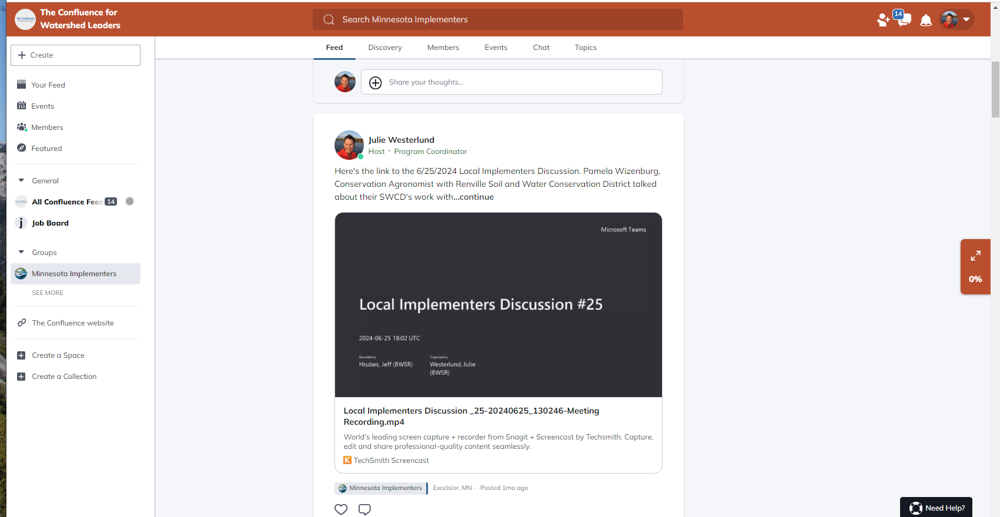 The Confluence for
Watershed Leaders
Search Minnesota Implementers
14
Create
Feed
Discovery
Members
Events
Chat
Topics
Your Feed
Events
Members
Featured
General
All Confluence Feed 14
j Job Board
Groups
Minnesota Implementers
SEE MORE
The Confluence website
Create a Space
Create a Collection
Share your thoughts...
Julie Westerlund
Host • Program Coordinator
Here's the link to the 6/25/2024 Local Implementers Discussion. Pamela Wizenburg,
Conservation Agronomist with Renville Soil and Water Conservation District talked
about their SWCD's work with...continue
Microsoft Teams
Local Implementers Discussion #25
2024-06-25 18:02 UTC
Recorded by
Hrubes, Jeff (BWSR)
Organized by
Westerlund, Julie
(BWSR)
Local Implementers Discussion _25-20240625_130246-Meeting
Recording.mp4
World's leading screen capture + recorder from Snagit + Screencast by Techsmith. Capture,
edit and share professional-quality content seamlessly.
K TechSmith Screencast
Minnesota Implementers
Excelsior, MN · Posted 1mo ago
0%
Need Help?